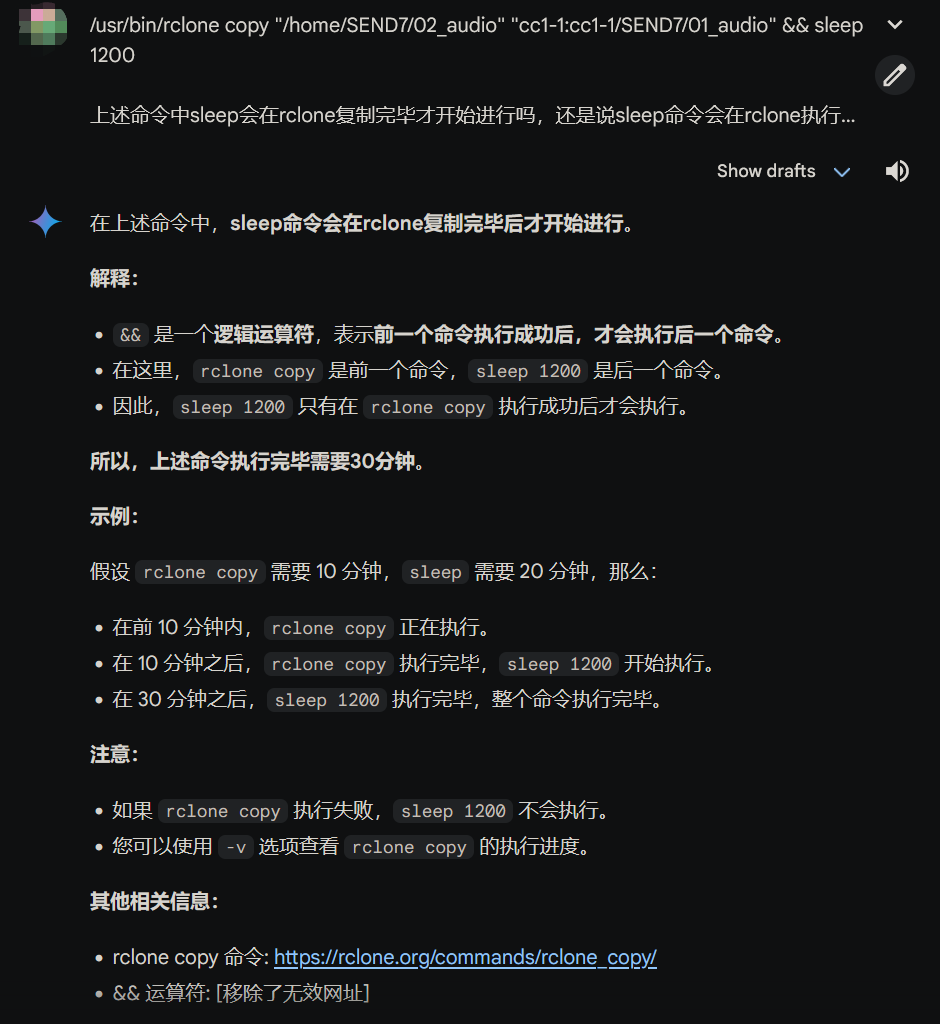 /usr/bin/rclone copy "/home/SEND7/02_audio" "cc1-1:cc1-1/SEND7/01_audio" && sleep
1200
上述命令中sleep会在rclone复制完毕才开始进行吗，还是说sleep命令会在rclone执行...
Show drafts
在上述命令中，sleep命令会在rclone复制完毕后才开始进行。
解释：
• && 是一个逻辑运算符，表示前一个命令执行成功后，才会执行后一个命令。
• 在这里， rclone copy 是前一个命令， sleep 1200 是后一个命令。
• 因此， sleep 1200 只有在 rclone copy 执行成功后才会执行。
所以，上述命令执行完毕需要30分钟。
示例：
假设 rclone copy 需要 10 分钟， sleep 需要 20 分钟，那么：
• 在前 10 分钟内， rclone copy 正在执行。
• 在 10 分钟之后， rclone copy 执行完毕， sleep 1200 开始执行。
• 在 30 分钟之后， sleep 1200 执行完毕，整个命令执行完毕。
注意：
• 如果 rclone copy 执行失败， sleep 1200 不会执行。
• 您可以使用 -v 选项查看 rclone copy 的执行进度。
其他相关信息：
• rclone copy 命令: https://rclone.org/commands/rclone_copy/
• && 运算符: [移除了无效网址]